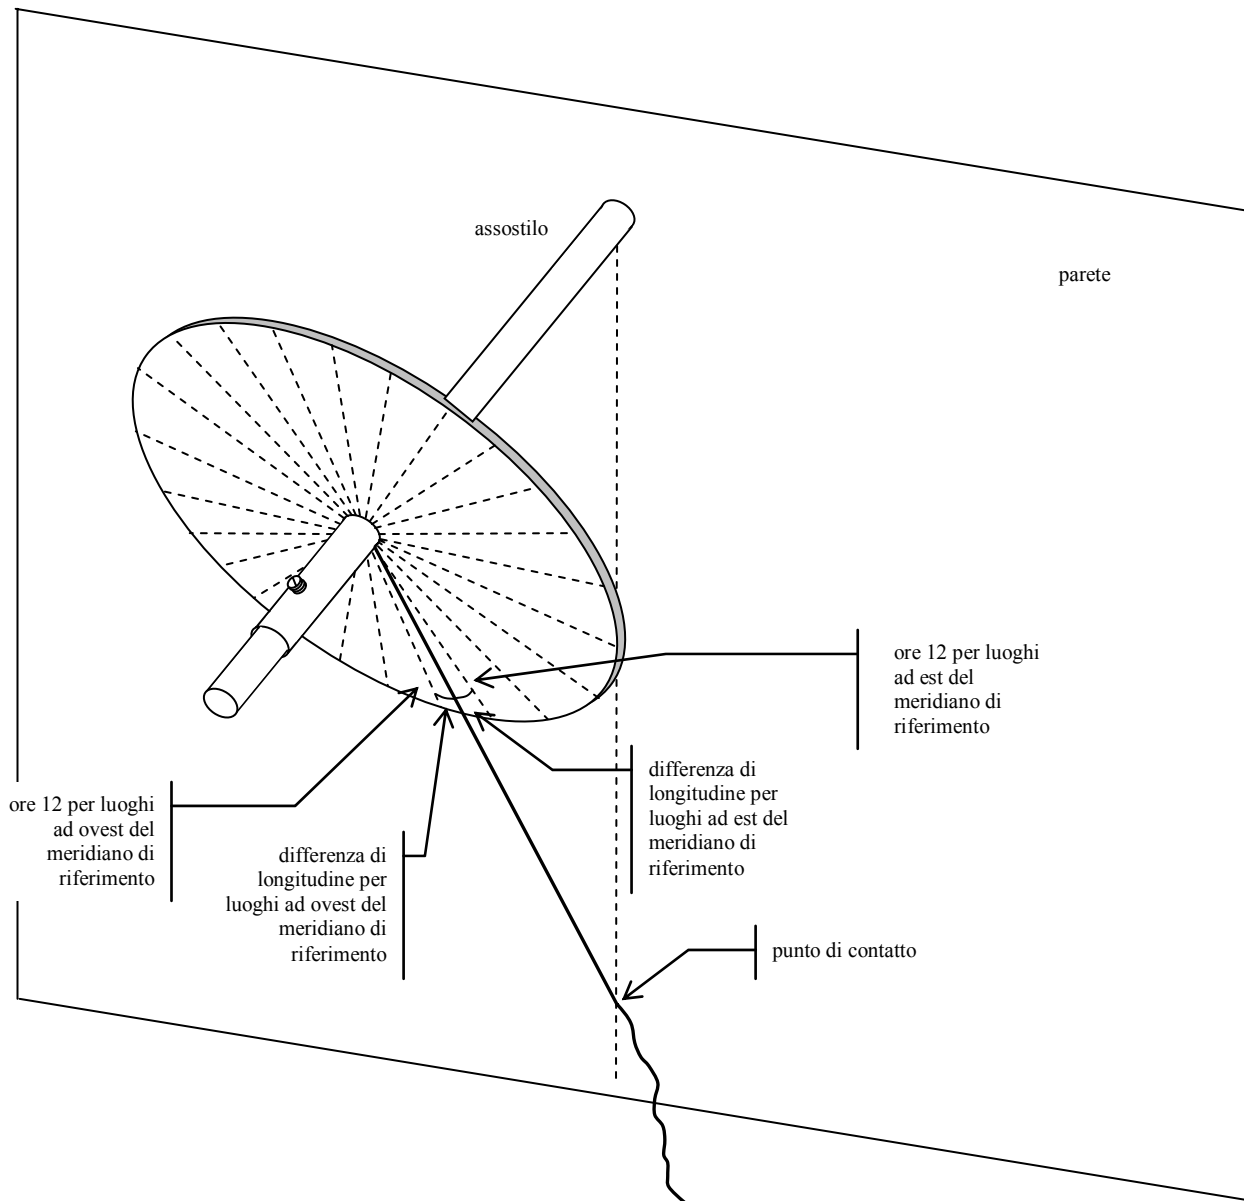 assostilo
parete
ore 12 per luoghi
ad est del
meridiano di
riferimento
differenza di
longitudine per
luoghi ad est del
meridiano di
riferimento
ore 12 per luoghi
ad ovest del
meridiano di
riferimento
differenza di
longitudine per
luoghi ad ovest del
meridiano di
riferimento
punto di contatto